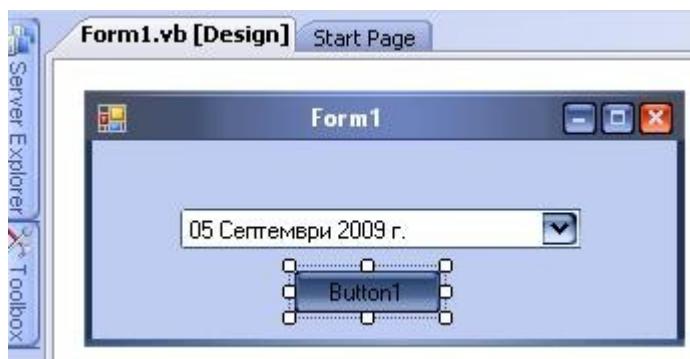 Form1.vb [Design] Start Page
Server Explorer
Toolbox
Form1
05 Септември 2009 г.
Button1